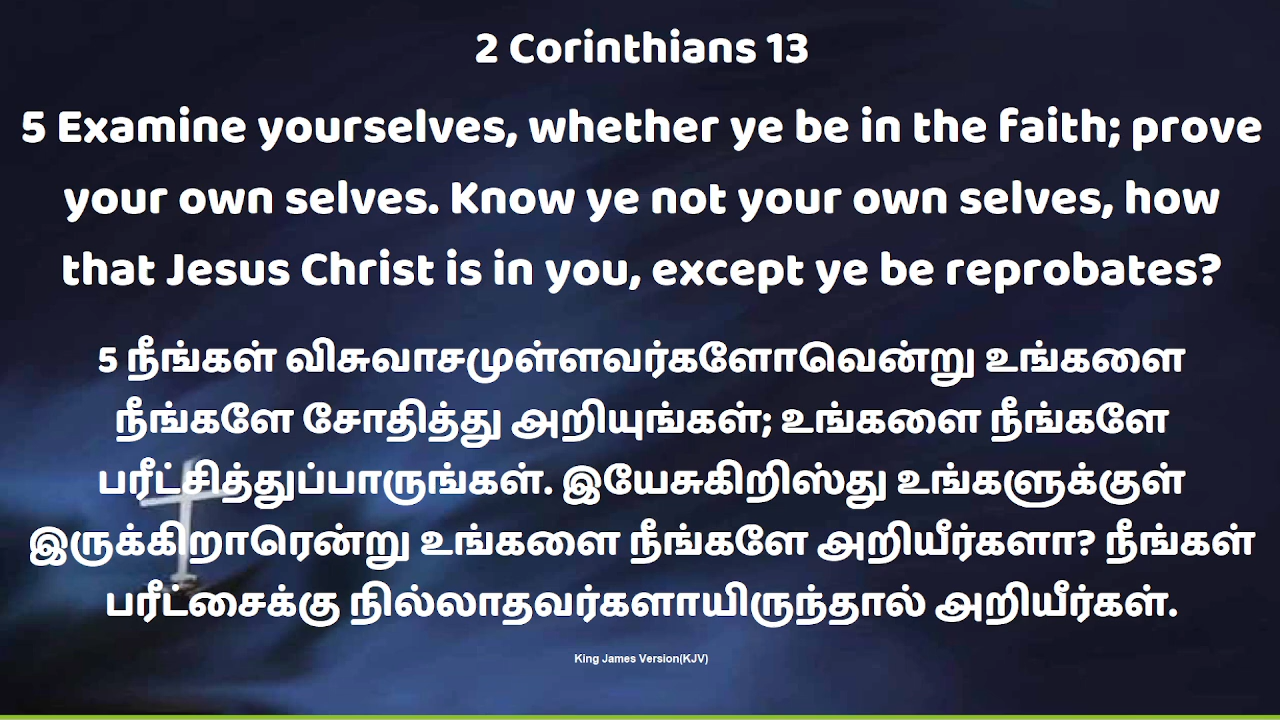 2 Corinthians 13
5 Examine yourselves, whether ye be in the faith; prove
your own selves. Know ye not your own selves, how
that Jesus Christ is in you, except ye be reprobates?
5 நீங்கள் விசுவாசமுள்ளவர்களோவென்று உங்களை
நீங்களே சோதித்து அறியுங்கள்; உங்களை நீங்களே
பரீட்சித்துப்பாருங்கள். இயேசுகிறிஸ்து உங்களுக்குள்
இருக்கிறாரென்று உங்களை நீங்களே அறியீர்களா? நீங்கள்
பரீட்சைக்கு நில்லாதவர்களாயிருந்தால் அறியீர்கள்.
King James Version(KJV)